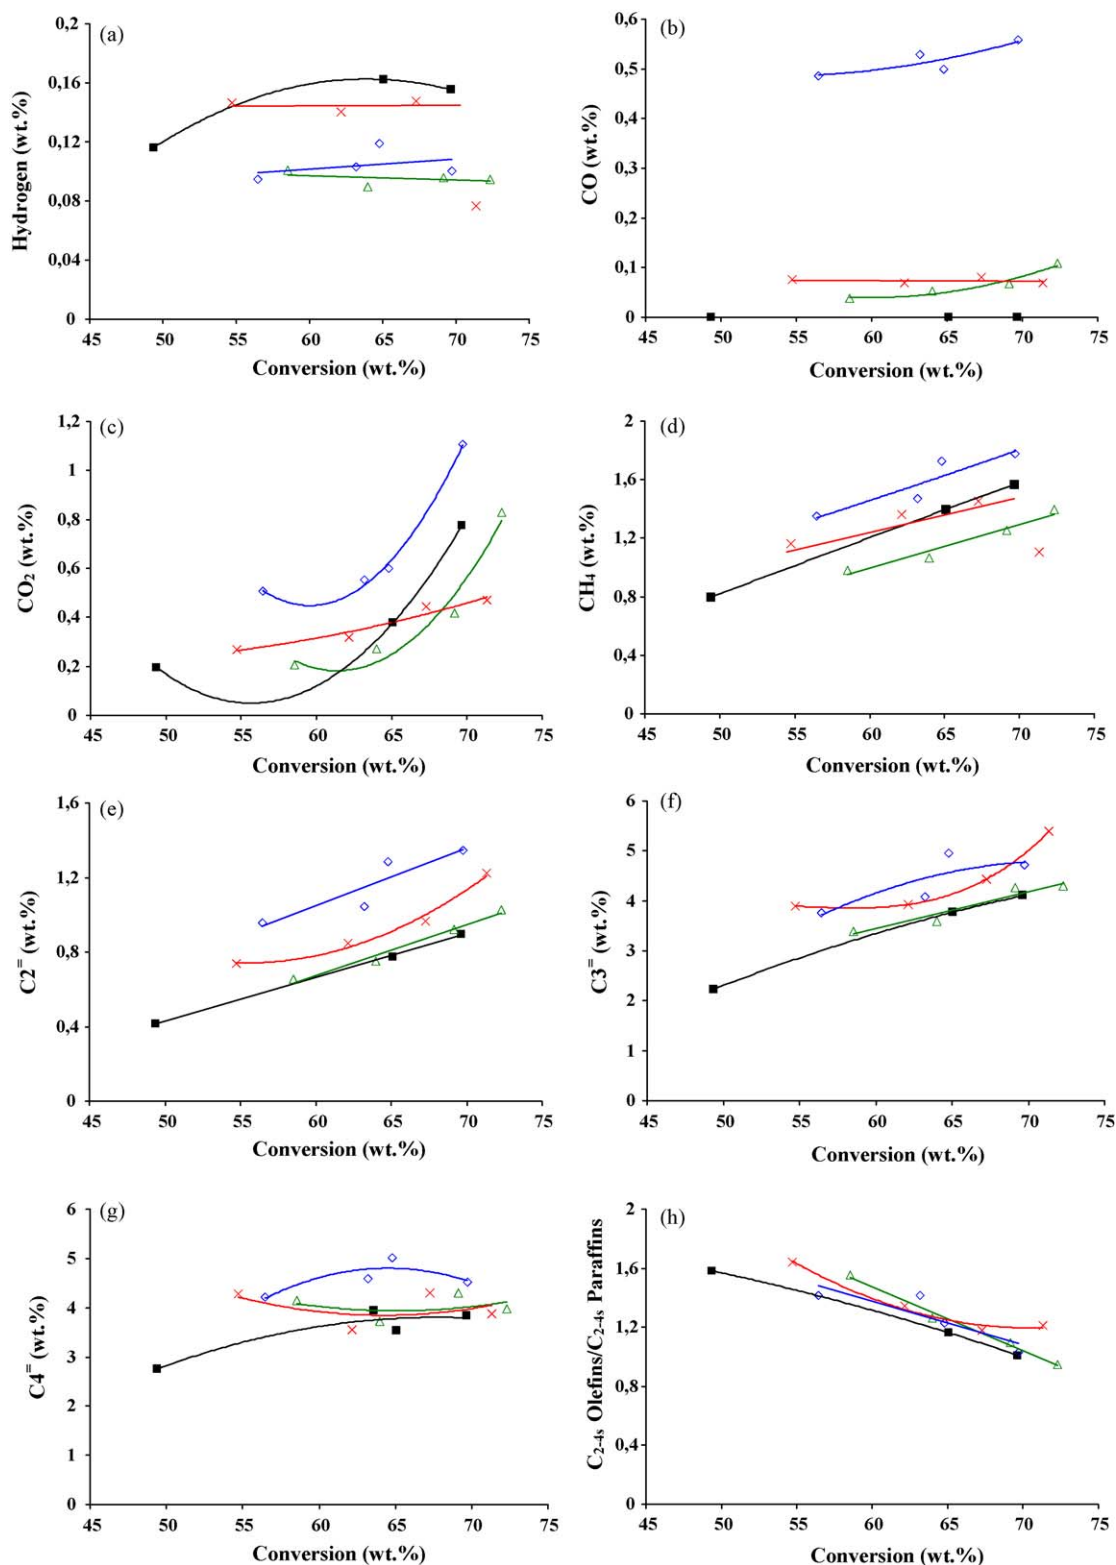 (a)
Hydrogen (wt.%)
0,2
0,16
0,12
0,08
0,04
0
45 50 55 60 65 70 75
Conversion (wt.%)
(b)
CO (wt.%)
0,6
0,5
0,4
0,3
0,2
0,1
0
45 50 55 60 65 70 75
Conversion (wt.%)
(c)
CO₂ (wt.%)
1,2
1
0,8
0,6
0,4
0,2
0
45 50 55 60 65 70 75
Conversion (wt.%)
(d)
CH₄ (wt.%)
2
1,6
1,2
0,8
0,4
0
45 50 55 60 65 70 75
Conversion (wt.%)
(e)
C2⁼ (wt.%)
1,6
1,2
0,8
0,4
0
45 50 55 60 65 70 75
Conversion (wt.%)
(f)
C3⁼ (wt.%)
6
5
4
3
2
1
0
45 50 55 60 65 70 75
Conversion (wt.%)
(g)
C4⁼ (wt.%)
6
5
4
3
2
1
0
45 50 55 60 65 70 75
Conversion (wt.%)
(h)
C₂₋₄ₛ Olefins/C₂₋₄ₛ Paraffins
2
1,6
1,2
0,8
0,4
0
45 50 55 60 65 70 75
Conversion (wt.%)